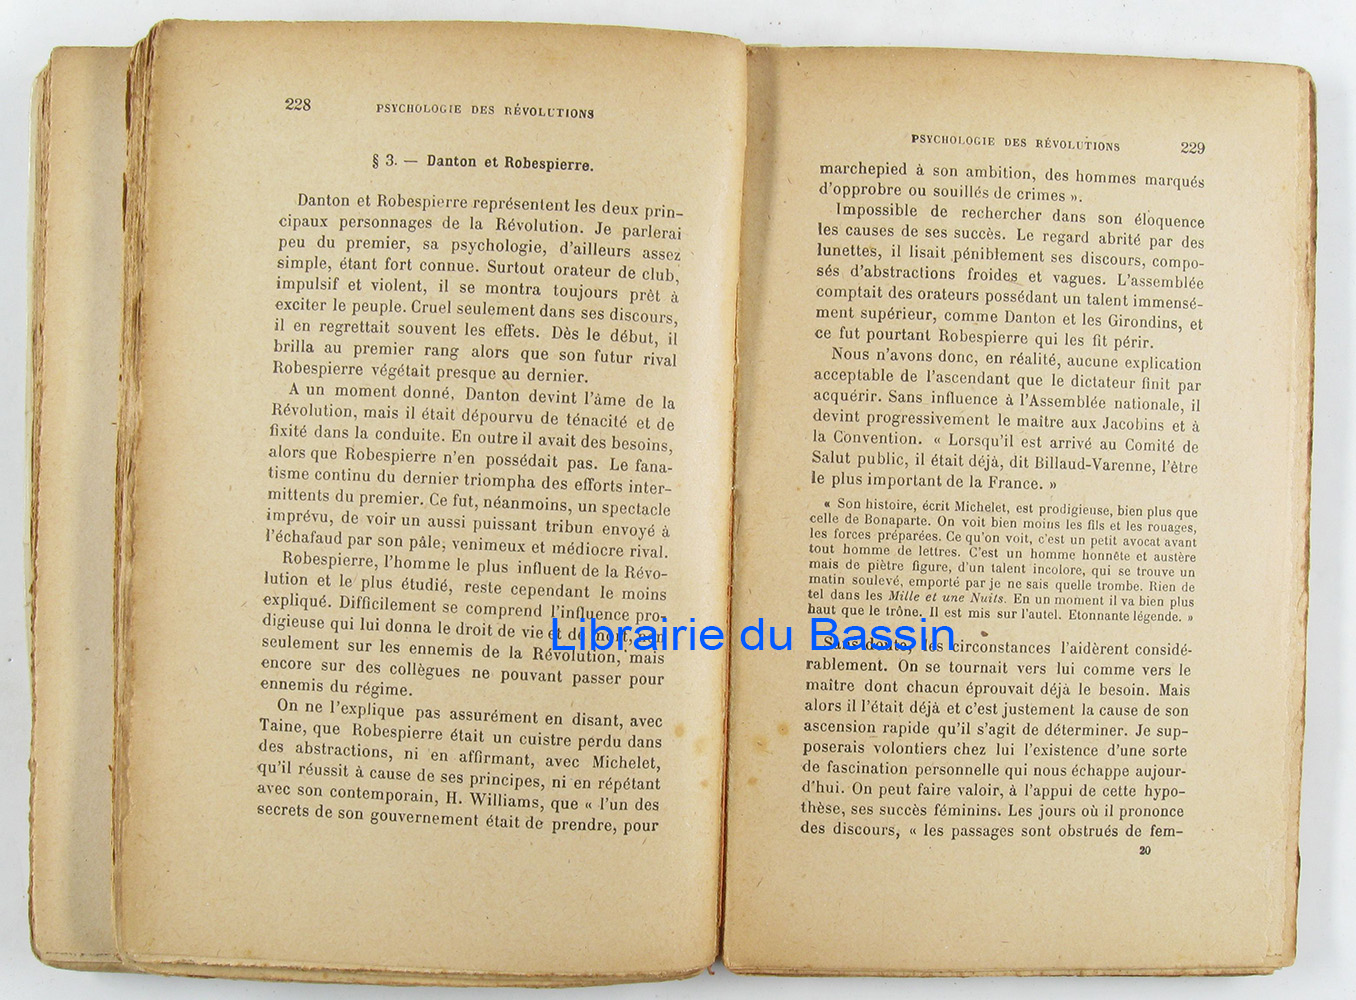 228
PSYCHOLOGIE DES RÉVOLUTIONS
§ 3. — Danton et Robespierre.
Danton et Robespierre représentent les deux prin-
cipaux personnages de la Révolution. Je parlerai
peu du premier, sa psychologie, d'ailleurs assez
simple, étant fort connue. Surtout orateur de club,
impulsif et violent, il se montra toujours prêt à
exciter le peuple. Cruel seulement dans ses discours,
il en regrettait souvent les effets. Dès le début, il
brilla au premier rang alors que son futur rival
Robespierre végétait presque au dernier.
A un moment donné, Danton devint l'âme de la
Révolution, mais il était dépourvu de ténacité et de
fixité dans la conduite. En outre il avait des besoins,
alors que Robespierre n'en possédait pas. Le fana-
tisme continu du dernier triompha des efforts inter-
mittents du premier. Ce fut, néanmoins, un spectacle
imprévu, de voir un aussi puissant tribun envoyé à
l'échafaud par son pâle, venimeux et médiocre rival.
Robespierre, l'homme le plus influent de la Révo-
lution et le plus étudié, reste cependant le moins
expliqué. Difficilement se comprend l'influence pro-
digieuse qui lui donna le droit de vie et de mort, non
seulement sur les ennemis de la Révolution, mais
encore sur des collègues ne pouvant passer pour
ennemis du régime.
On ne l'explique pas assurément en disant, avec
Taine, que Robespierre était un cuistre perdu dans
des abstractions, ni en affirmant, avec Michelet,
qu'il réussit à cause de ses principes, ni en répétant
avec son contemporain, H. Williams, que « l'un des
secrets de son gouvernement était de prendre, pour
PSYCHOLOGIE DES RÉVOLUTIONS
229
marchepied à son ambition, des hommes marqués
d'opprobre ou souillés de crimes ».
Impossible de rechercher dans son éloquence
les causes de ses succès. Le regard abrité par des
lunettes, il lisait péniblement ses discours, compo-
sés d'abstractions froides et vagues. L'assemblée
comptait des orateurs possédant un talent immensé-
ment supérieur, comme Danton et les Girondins, et
ce fut pourtant Robespierre qui les fit périr.
Nous n'avons donc, en réalité, aucune explication
acceptable de l'ascendant que le dictateur finit par
acquérir. Sans influence à l'Assemblée nationale, il
devint progressivement le maître aux Jacobins et à
la Convention. « Lorsqu'il est arrivé au Comité de
Salut public, il était déjà, dit Billaud-Varenne, l'être
le plus important de la France. »
« Son histoire, écrit Michelet, est prodigieuse, bien plus que
celle de Bonaparte. On voit bien moins les fils et les rouages,
les forces préparées. Ce qu'on voit, c'est un petit avocat avant
tout homme de lettres. C'est un homme honnête et austère
mais de piètre figure, d'un talent incolore, qui se trouve un
matin soulevé, emporté par je ne sais quelle trombe. Rien de
tel dans les Mille et une Nuits. En un moment il va bien plus
haut que le trône. Il est mis sur l'autel. Etonnante légende. »
Sans doute, les circonstances l'aidèrent considé-
rablement. On se tournait vers lui comme vers le
maître dont chacun éprouvait déjà le besoin. Mais
alors il l'était déjà et c'est justement la cause de son
ascension rapide qu'il s'agit de déterminer. Je sup-
poserais volontiers chez lui l'existence d'une sorte
de fascination personnelle qui nous échappe aujour-
d'hui. On peut faire valoir, à l'appui de cette hypo-
thèse, ses succès féminins. Les jours où il prononce
des discours, « les passages sont obstrués de fem-
20
Librairie du Bassin